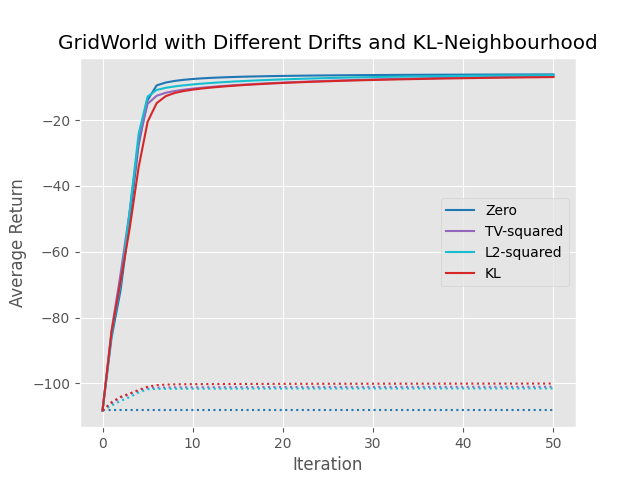 GridWorld with Different Drifts and KL-Neighbourhood
Average Return
−20
−40
−60
−80
−100
Zero
TV-squared
L2-squared
KL
0 10 20 30 40 50
Iteration